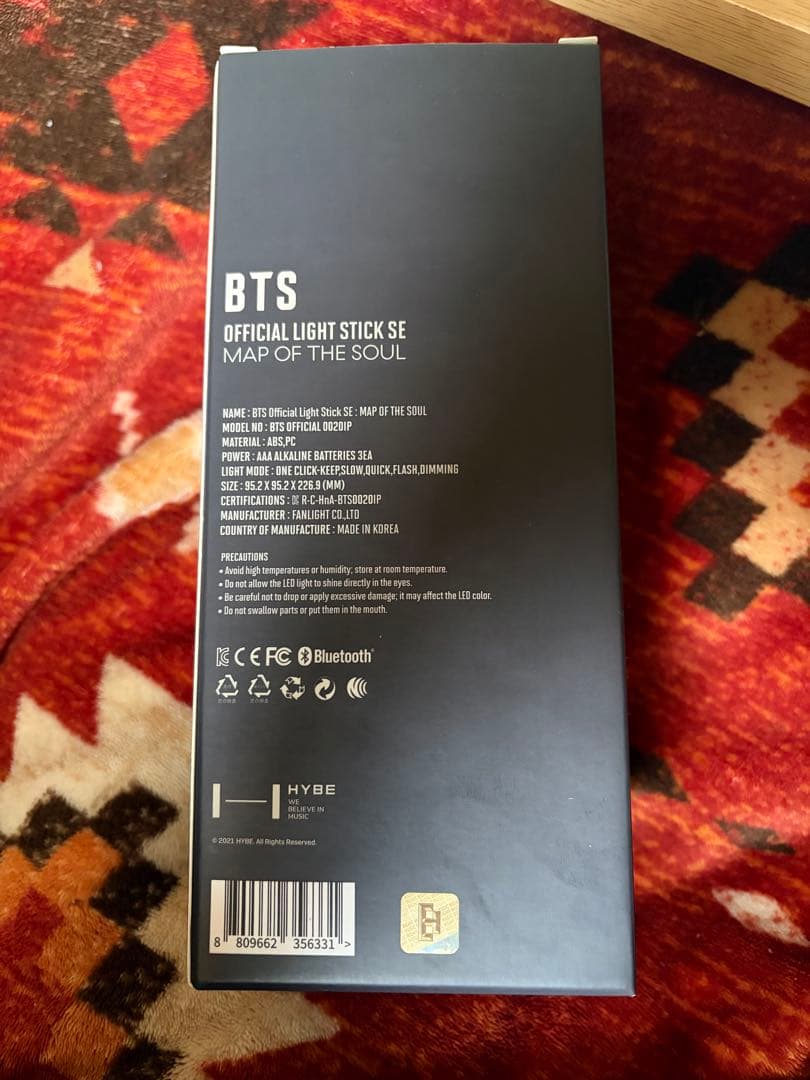 BTS
OFFICIAL LIGHT STICK SE
MAP OF THE SOUL
NAME : BTS Official Light Stick SE : MAP OF THE SOUL
MODEL NO : BTS OFFICIAL 00201P
MATERIAL : ABS,PC
POWER : AAA ALKALINE BATTERIES 3EA
LIGHT MODE : ONE CLICK-KEEP,SLOW,QUICK,FLASH,DIMMING
SIZE : 95.2 X 95.2 X 226.9 (MM)
CERTIFICATIONS : R-C-HnA-BTS00201P
MANUFACTURER : FANLIGHT CO.,LTD
COUNTRY OF MANUFACTURE : MADE IN KOREA
PRECAUTIONS
• Avoid high temperatures or humidity; store at room temperature.
• Do not allow the LED light to shine directly in the eyes.
• Be careful not to drop or apply excessive damage; it may affect the LED color.
• Do not swallow parts or put them in the mouth.
CE FC Bluetooth
HYBE
WE
BELIEVE IN
MUSIC
© 2021 HYBE. All Rights Reserved.
8 809662 356331 >